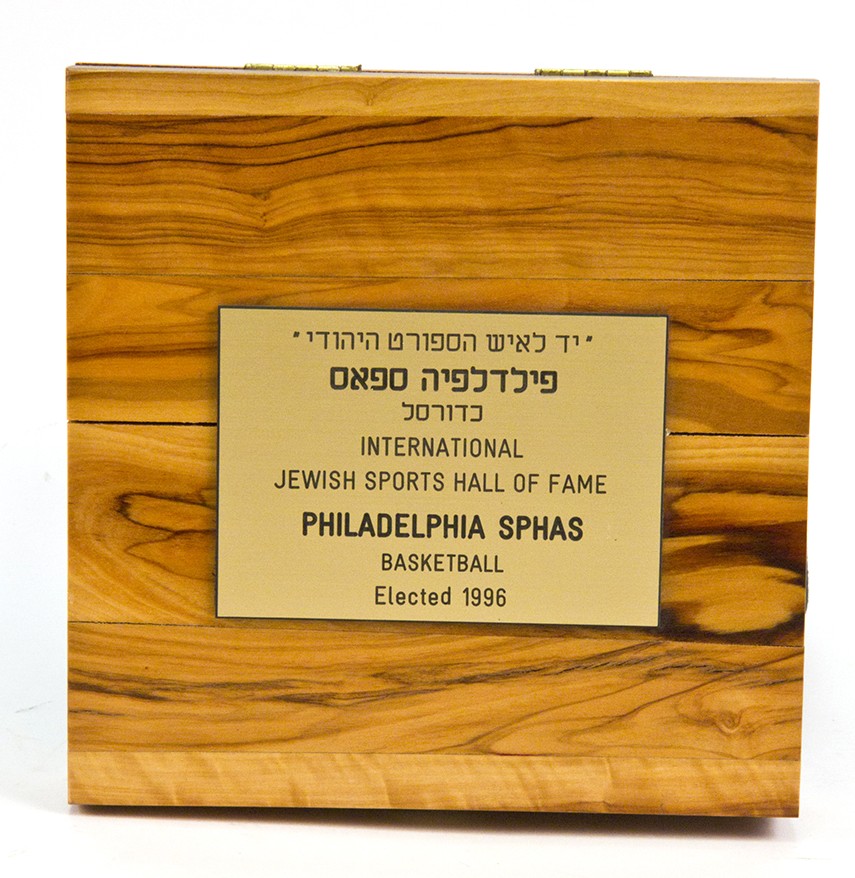 "יד לאיש הספורט היהודי"
פילדלפיה ספאס
כדורסל
INTERNATIONAL
JEWISH SPORTS HALL OF FAME
PHILADELPHIA SPHAS
BASKETBALL
Elected 1996